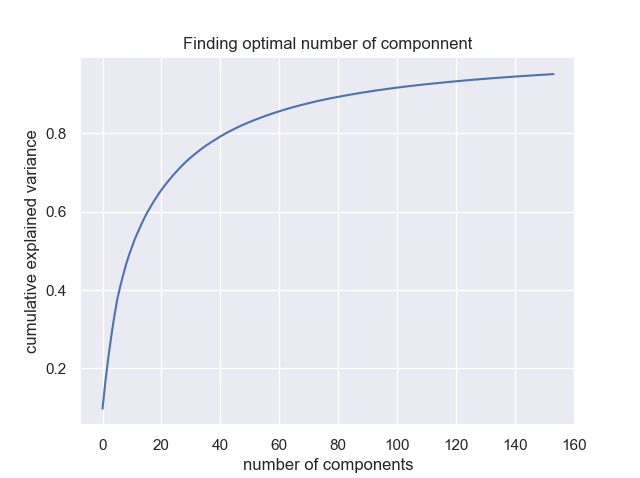 Finding optimal number of componnent
cumulative explained variance
0.8
0.6
0.4
0.2
0 20 40 60 80 100 120 140 160
number of components